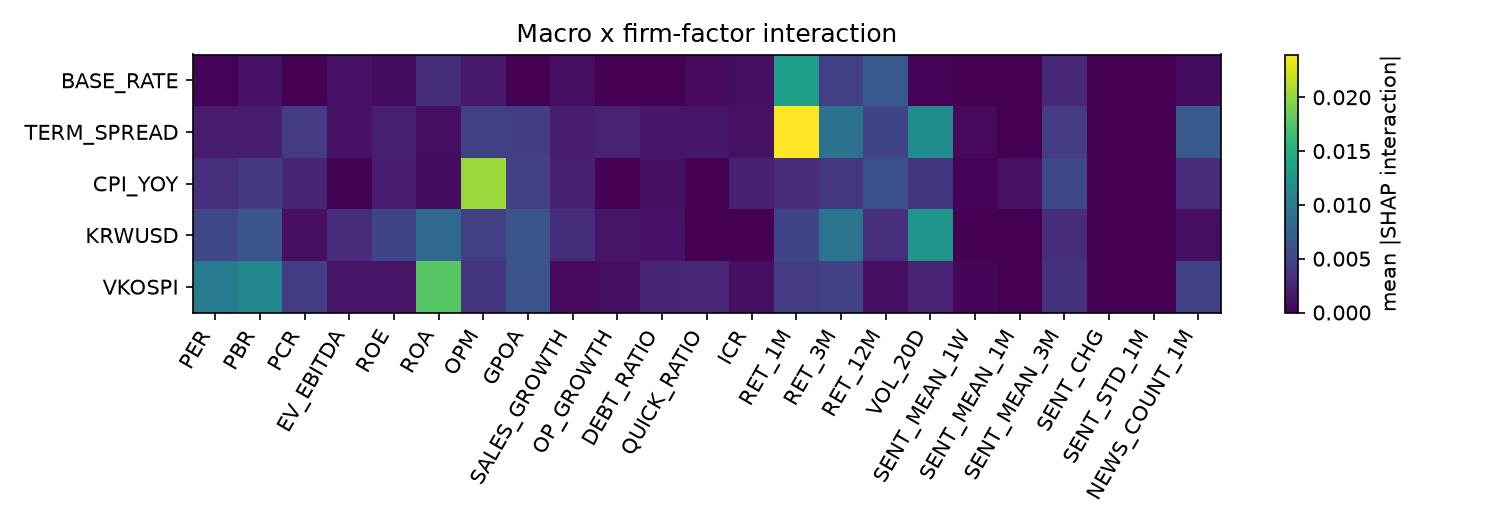 Macro x firm-factor interaction
BASE_RATE
TERM_SPREAD
CPI_YOY
KRWUSD
VKOSPI
PER
PBR
PCR
EV_EBITDA
ROE
ROA
OPM
GPOA
SALES_GROWTH
OP_GROWTH
DEBT_RATIO
QUICK_RATIO
ICR
RET_1M
RET_3M
RET_12M
VOL_20D
SENT_MEAN_1W
SENT_MEAN_1M
SENT_MEAN_3M
SENT_CHG
SENT_STD_1M
NEWS_COUNT_1M
0.020
0.015
0.010
0.005
0.000
mean |SHAP interaction|